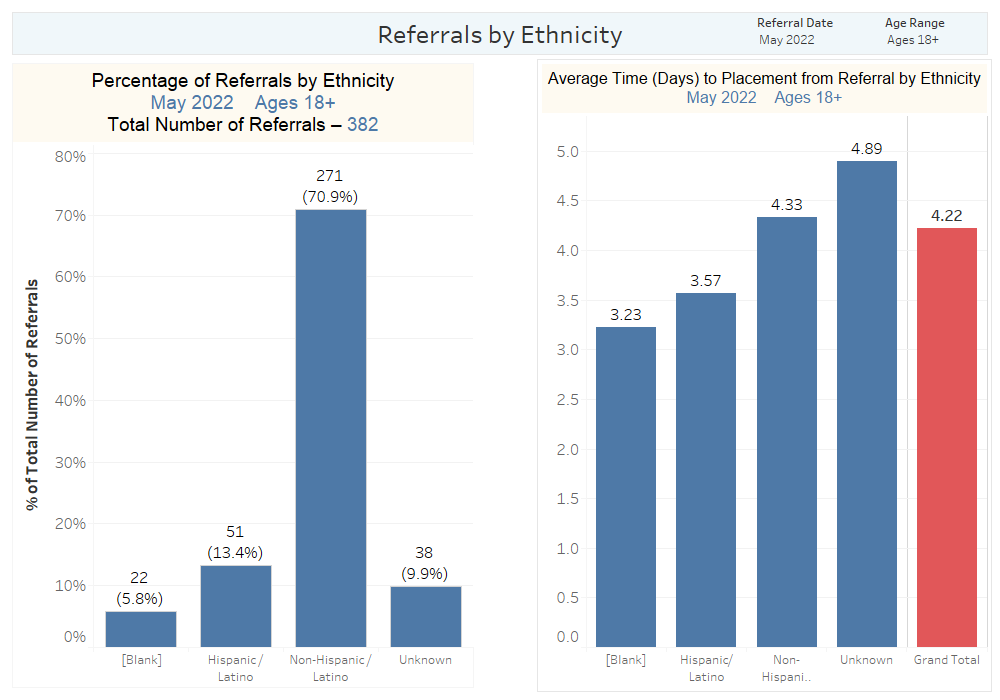 Referrals by Ethnicity
Referral Date
May 2022
Age Range
Ages 18+
Percentage of Referrals by Ethnicity
May 2022 Ages 18+
Total Number of Referrals – 382
% of Total Number of Referrals
80%
70%
60%
50%
40%
30%
20%
10%
0%
22
(5.8%)
51
(13.4%)
271
(70.9%)
38
(9.9%)
[Blank]
Hispanic/
Latino
Non-Hispanic/
Latino
Unknown
Average Time (Days) to Placement from Referral by Ethnicity
May 2022 Ages 18+
5.0
4.5
4.0
3.5
3.0
2.5
2.0
1.5
1.0
0.5
0.0
3.23
3.57
4.33
4.89
4.22
[Blank]
Hispanic/
Latino
Non-
Hispani..
Unknown
Grand Total